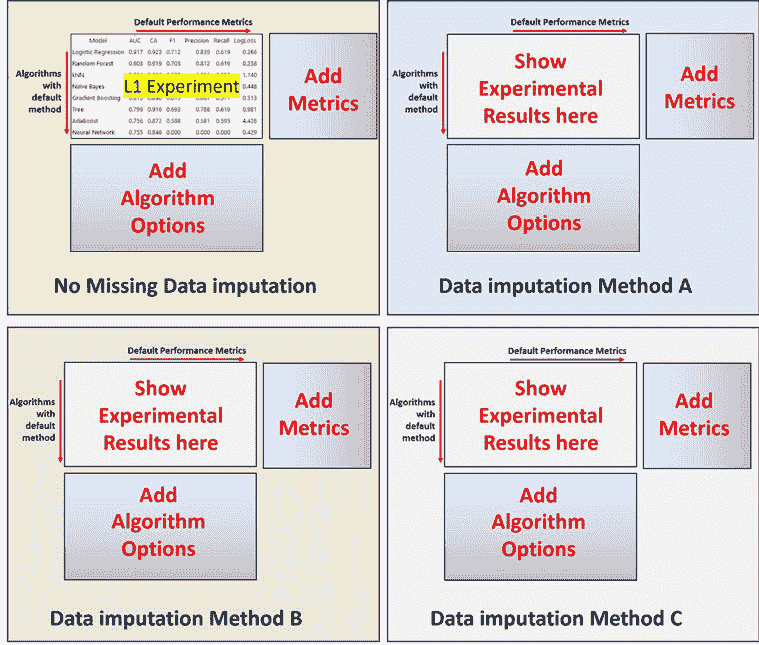 Default Performance Metrics
Model AUC CA F1 Precision Recall LogLoss
Logistic Regression 0.917 0.923 0.712 0.839 0.619 0.266
Random Forest 0.903 0.919 0.703 0.812 0.619 0.238
kNN 1.140
Naive Bayes 0.448
Gradient Boosting 0.513
Tree 0.799 0.916 0.693 0.788 0.619 0.981
AdaBoost 0.756 0.872 0.588 0.581 0.595 4.428
Neural Network 0.755 0.846 0.000 0.000 0.000 0.429
L1 Experiment
Algorithms
with
default
method
Add
Metrics
Add
Algorithm
Options
No Missing Data imputation
Default Performance Metrics
Algorithms
with
default
method
Show
Experimental
Results here
Add
Metrics
Add
Algorithm
Options
Data imputation Method A
Default Performance Metrics
Algorithms
with
default
method
Show
Experimental
Results here
Add
Metrics
Add
Algorithm
Options
Data imputation Method B
Default Performance Metrics
Algorithms
with
default
method
Show
Experimental
Results here
Add
Metrics
Add
Algorithm
Options
Data imputation Method C